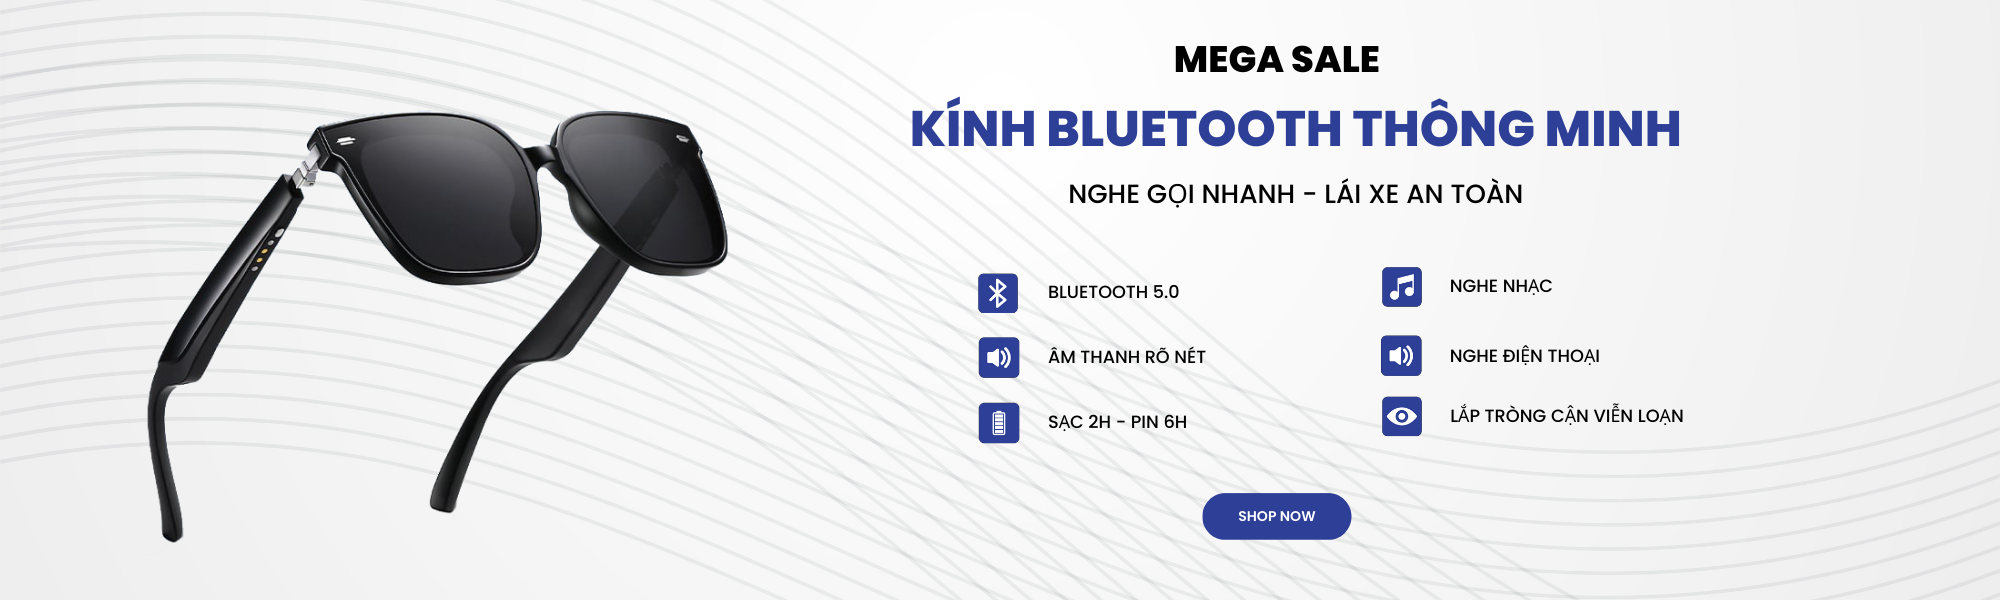 MEGA SALE
KÍNH BLUETOOTH THÔNG MINH
NGHE GỌI NHANH - LÁI XE AN TOÀN
BLUETOOTH 5.0
ÂM THANH RÕ NÉT
SẠC 2H - PIN 6H
NGHE NHẠC
NGHE ĐIỆN THOẠI
LẮP TRÒNG CẬN VIỄN LOẠN
SHOP NOW